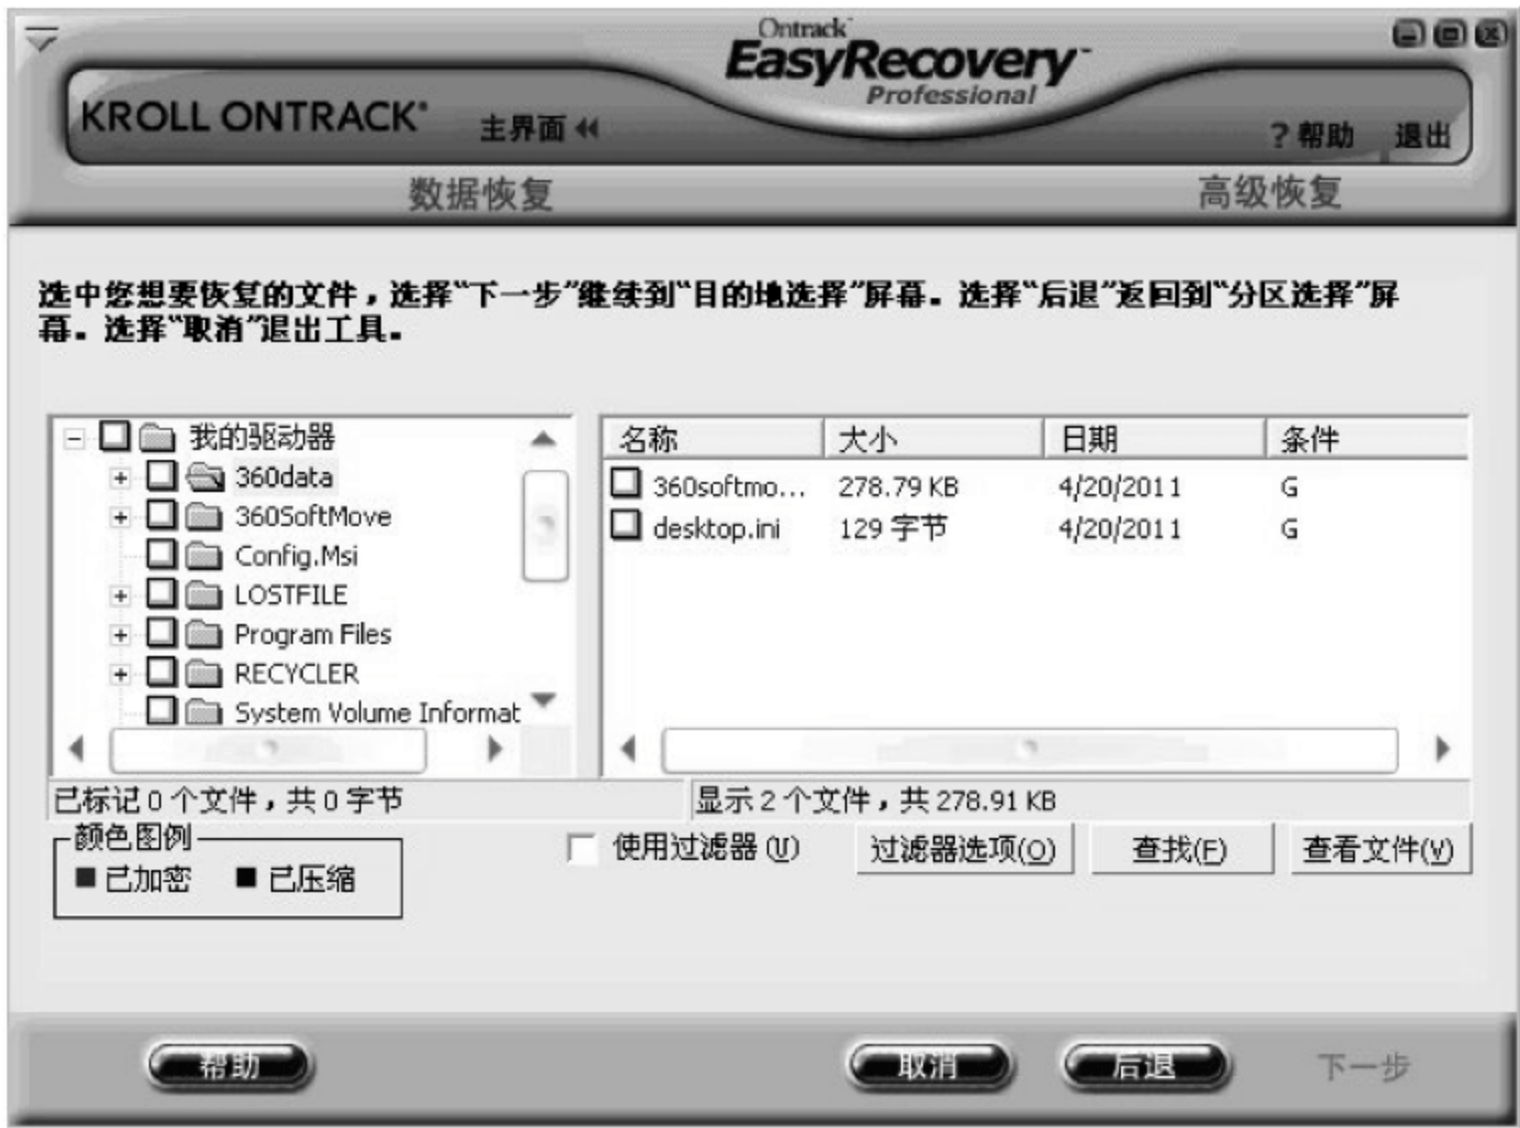 Ontrack™
EasyRecovery™
Professional
KROLL ONTRACK® 主界面 ? 帮助 退出
数据恢复 高级恢复
选中您想要恢复的文件，选择“下一步”继续到“目的地选择”屏幕。选择“后退”返回到“分区选择”屏
幕。选择“取消”退出工具。
我的驱动器
360data
360SoftMove
Config.Msi
LOSTFILE
Program Files
RECYCLER
System Volume Informat
名称 大小 日期 条件
360softmo... 278.79 KB 4/20/2011 G
desktop.ini 129 字节 4/20/2011 G
已标记 0 个文件，共 0 字节 显示 2 个文件，共 278.91 KB
颜色图例
已加密 已压缩
使用过滤器 (U) 过滤器选项(O) 查找(F) 查看文件(V)
帮助 取消 后退 下一步